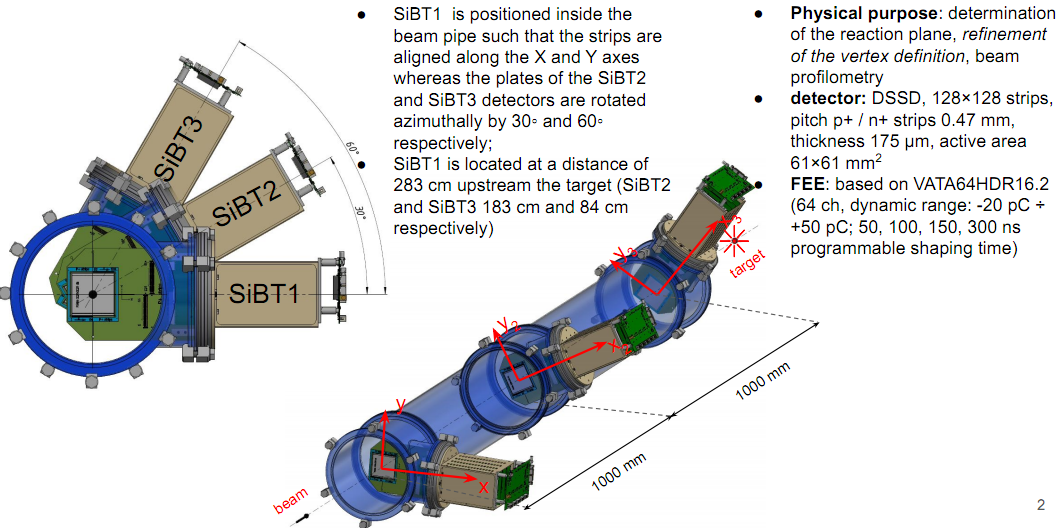 SiBT1 is positioned inside the
beam pipe such that the strips are
aligned along the X and Y axes
whereas the plates of the SiBT2
and SiBT3 detectors are rotated
azimuthally by 30◦ and 60◦
respectively;
SiBT1 is located at a distance of
283 cm upstream the target (SiBT2
and SiBT3 183 cm and 84 cm
respectively)
Physical purpose: determination
of the reaction plane, refinement
of the vertex definition, beam
profilometry
detector: DSSD, 128×128 strips,
pitch p+ / n+ strips 0.47 mm,
thickness 175 μm, active area
61×61 mm²
FEE: based on VATA64HDR16.2
(64 ch, dynamic range: -20 pC ÷
+50 pC; 50, 100, 150, 300 ns
programmable shaping time)
SiBT3
SiBT2
SiBT1
60°
30°
target
y₂
y
x
beam
1000 mm
1000 mm
2